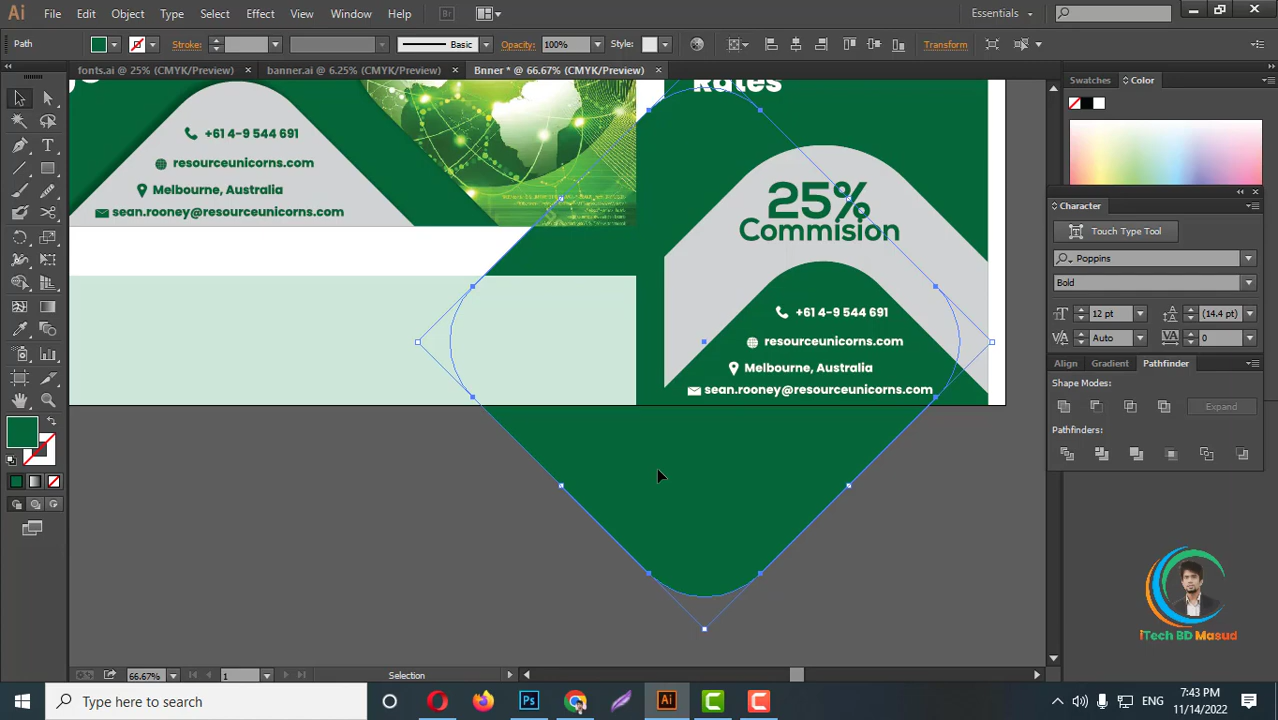 Ai
File
Edit
Object
Type
Select
Effect
View
Window
Help
Br
Essentials
Path
Stroke:
Basic
Opacity:
100%
Style:
Transform
fonts.ai @ 25% (CMYK/Preview)
banner.ai @ 6.25% (CMYK/Preview)
Bnner * @ 66.67% (CMYK/Preview)
Swatches
Color
Rates
+61 4-9 544 691
resourceunicorns.com
Melbourne, Australia
sean.rooney@resourceunicorns.com
25%
Commision
+61 4-9 544 691
resourceunicorns.com
Melbourne, Australia
sean.rooney@resourceunicorns.com
Character
Touch Type Tool
Poppins
Bold
12 pt
(14.4 pt)
Auto
0
Align
Gradient
Pathfinder
Shape Modes:
Expand
Pathfinders:
iTech BD Masud
66.67%
1
Selection
Type here to search
Ps
Ai
ENG
7:43 PM
11/14/2022